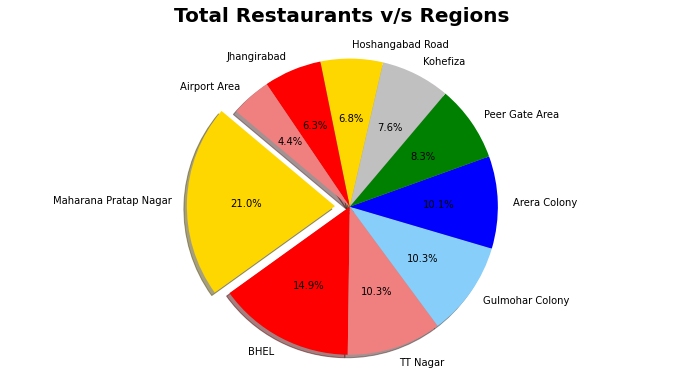 Total Restaurants v/s Regions
Hoshangabad Road
Jhangirabad
Kohefiza
Airport Area
Peer Gate Area
6.8%
6.3%
7.6%
4.4%
8.3%
Maharana Pratap Nagar
21.0%
10.1%
Arera Colony
10.3%
14.9%
10.3%
Gulmohar Colony
BHEL
TT Nagar